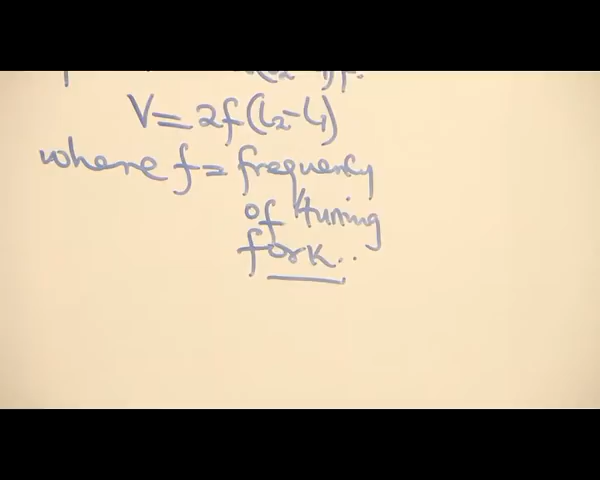 V = 2f(l₂-l₁)
where f = frequency
of tuning
fork..